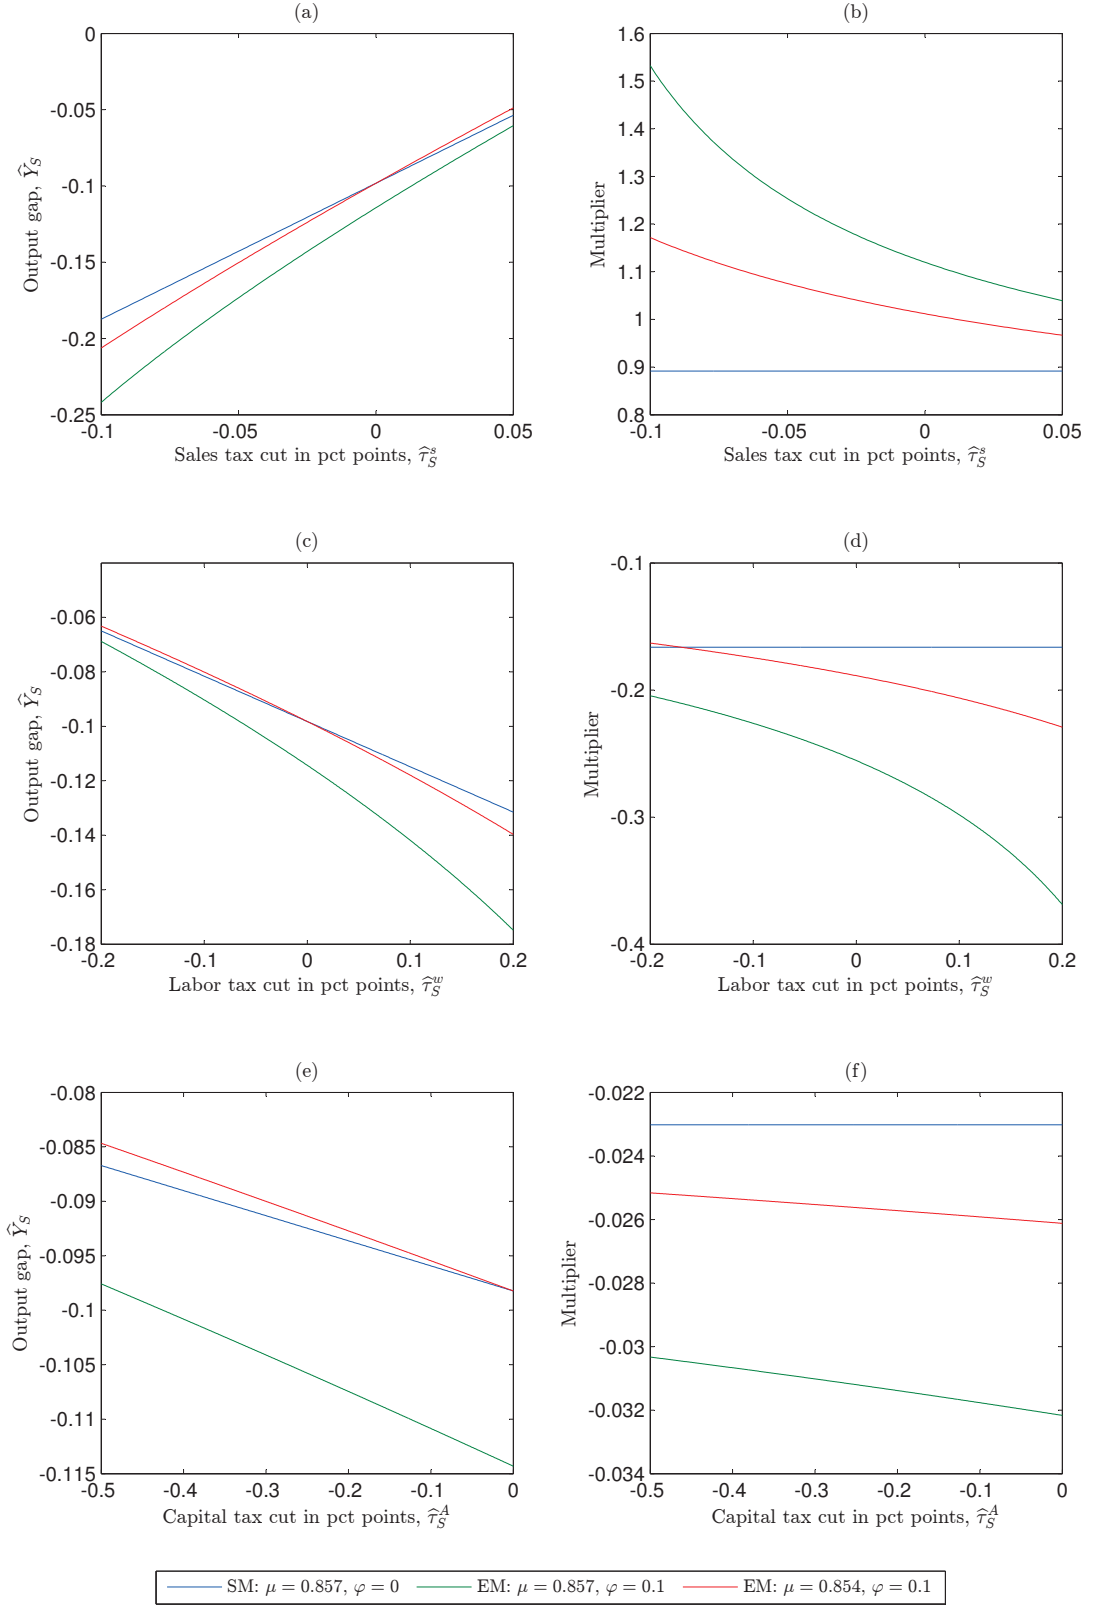 (a)
0
-0.05
-0.1
-0.15
-0.2
-0.25
-0.1 -0.05 0 0.05
Output gap, Ŷ_S
Sales tax cut in pct points, τ̂_S^s
(b)
1.6
1.5
1.4
1.3
1.2
1.1
1
0.9
0.8
-0.1 -0.05 0 0.05
Multiplier
Sales tax cut in pct points, τ̂_S^s
(c)
-0.06
-0.08
-0.1
-0.12
-0.14
-0.16
-0.18
-0.2 -0.1 0 0.1 0.2
Output gap, Ŷ_S
Labor tax cut in pct points, τ̂_S^w
(d)
-0.1
-0.2
-0.3
-0.4
-0.2 -0.1 0 0.1 0.2
Multiplier
Labor tax cut in pct points, τ̂_S^w
(e)
-0.08
-0.085
-0.09
-0.095
-0.1
-0.105
-0.11
-0.115
-0.5 -0.4 -0.3 -0.2 -0.1 0
Output gap, Ŷ_S
Capital tax cut in pct points, τ̂_S^A
(f)
-0.022
-0.024
-0.026
-0.028
-0.03
-0.032
-0.034
-0.5 -0.4 -0.3 -0.2 -0.1 0
Multiplier
Capital tax cut in pct points, τ̂_S^A
SM: μ = 0.857, φ = 0 EM: μ = 0.857, φ = 0.1 EM: μ = 0.854, φ = 0.1